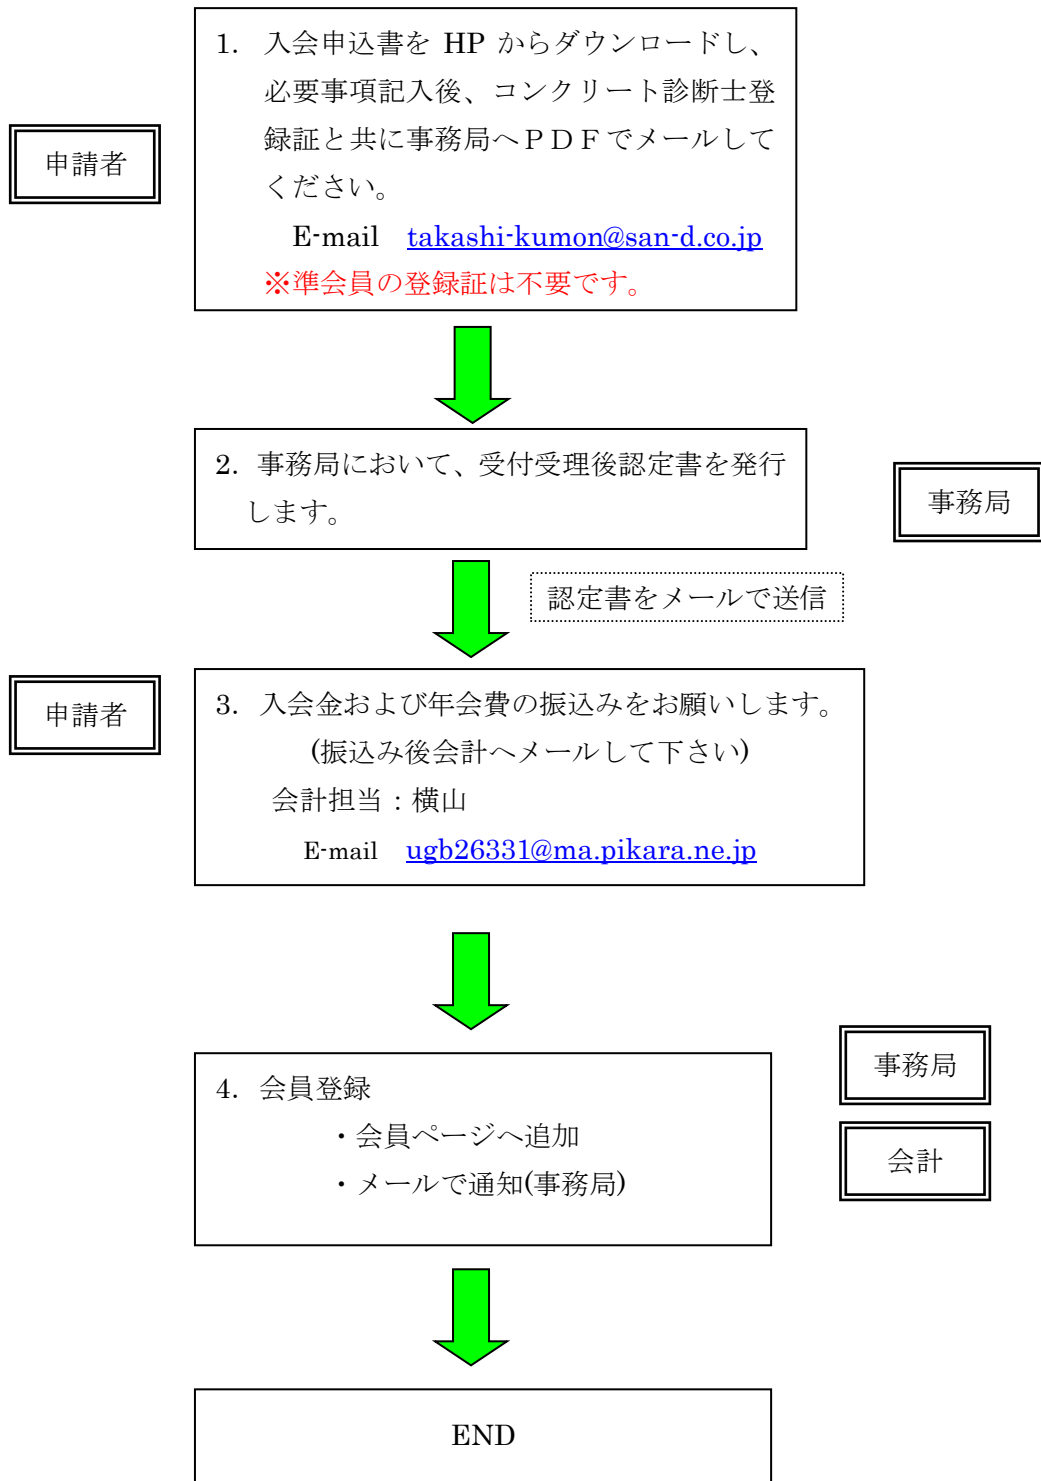 1. 入会申込書を HP からダウンロードし、
必要事項記入後、コンクリート診断士登
録証と共に事務局へＰＤＦでメールして
ください。
E-mail takashi-kumon@san-d.co.jp
※準会員の登録証は不要です。
申請者
2. 事務局において、受付受理後認定書を発行
します。
事務局
認定書をメールで送信
申請者
3. 入会金および年会費の振込みをお願いします。
(振込み後会計へメールして下さい)
会計担当：横山
E-mail ugb26331@ma.pikara.ne.jp
4. 会員登録
・会員ページへ追加
・メールで通知(事務局)
事務局
会計
END